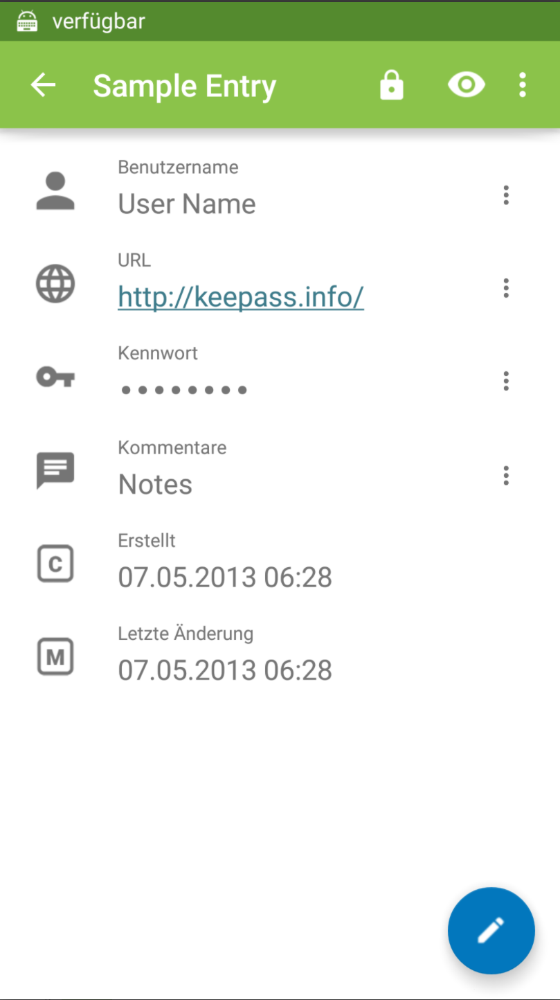 verfügbar
Sample Entry
Benutzername
User Name
URL
http://keepass.info/
Kennwort
••••••••
Kommentare
Notes
C
Erstellt
07.05.2013 06:28
M
Letzte Änderung
07.05.2013 06:28